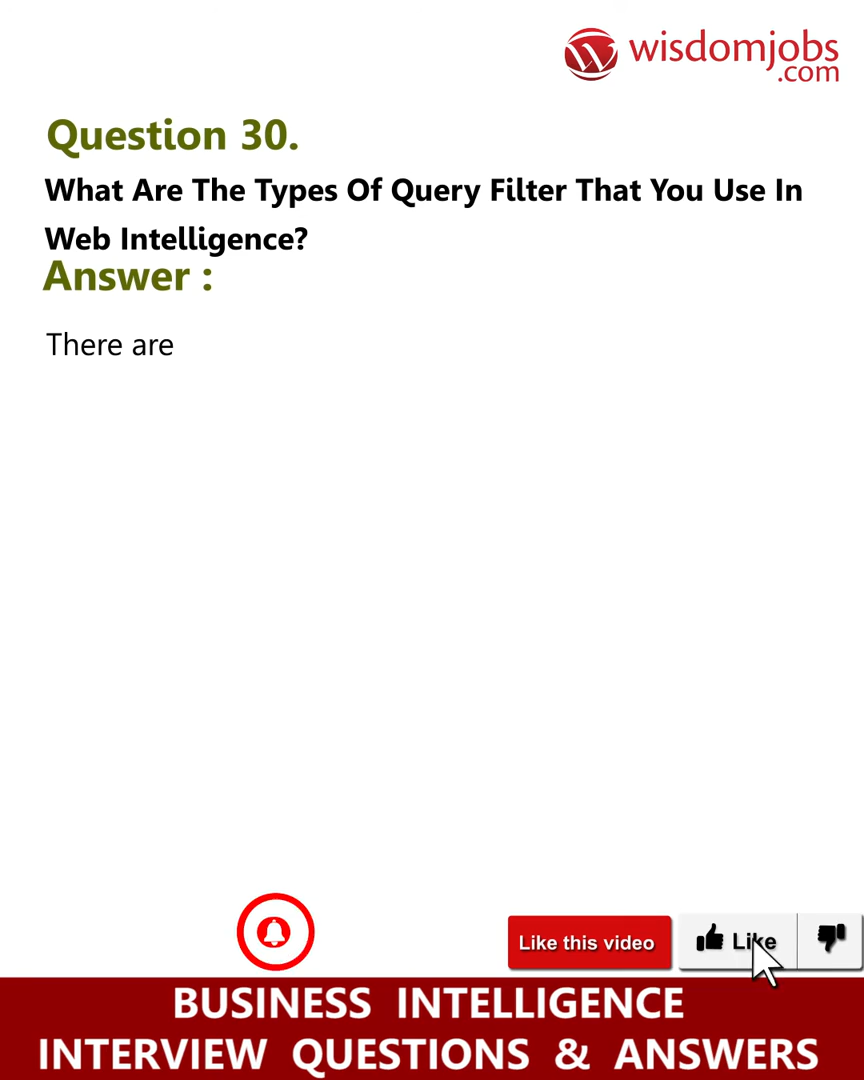 wisdomjobs
.com
Question 30.
What Are The Types Of Query Filter That You Use In
Web Intelligence?
Answer :
There are
Like this video
Like
BUSINESS INTELLIGENCE
INTERVIEW QUESTIONS & ANSWERS